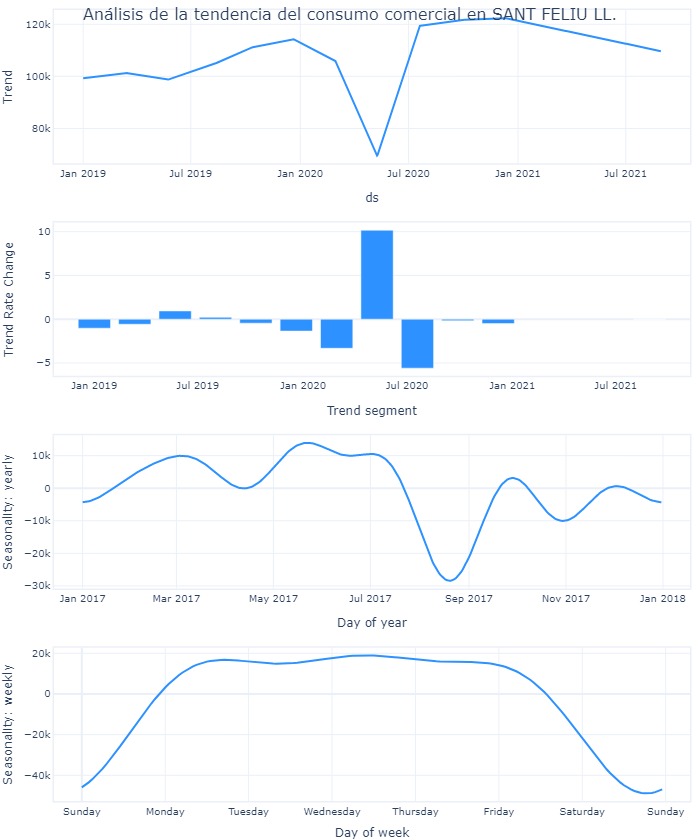 Análisis de la tendencia del consumo comercial en SANT FELIU LL.
120k
100k
80k
Trend
Jan 2019 Jul 2019 Jan 2020 Jul 2020 Jan 2021 Jul 2021
ds
10
5
0
−5
Trend Rate Change
Jan 2019 Jul 2019 Jan 2020 Jul 2020 Jan 2021 Jul 2021
Trend segment
10k
0
−10k
−20k
−30k
Seasonality: yearly
Jan 2017 Mar 2017 May 2017 Jul 2017 Sep 2017 Nov 2017 Jan 2018
Day of year
20k
0
−20k
−40k
Seasonality: weekly
Sunday Monday Tuesday Wednesday Thursday Friday Saturday Sunday
Day of week